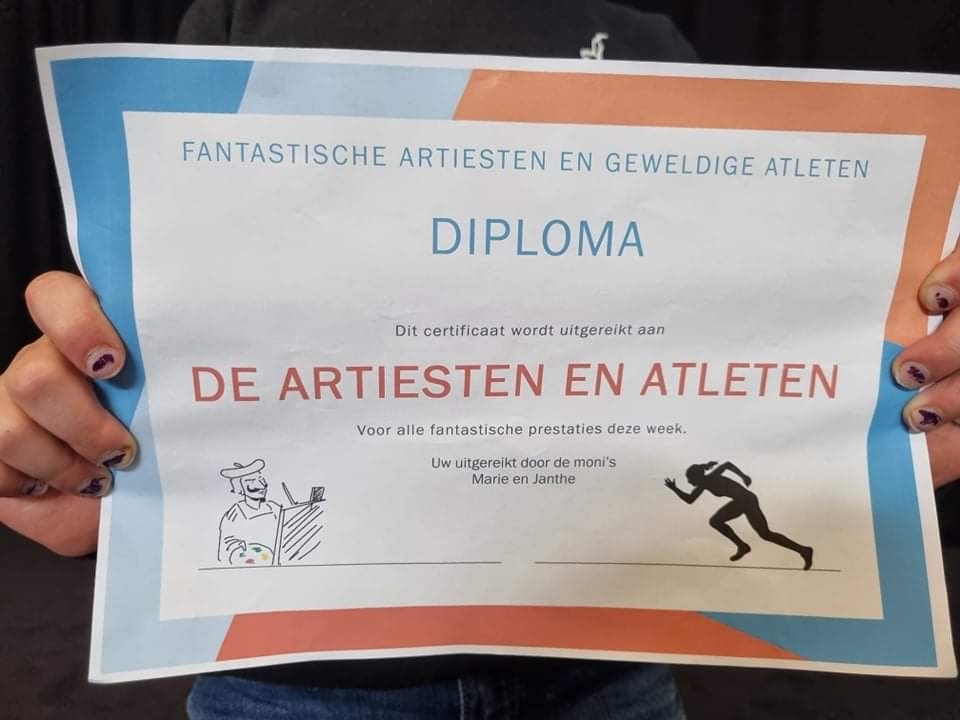 FANTASTISCHE ARTIESTEN EN GEWELDIGE ATLETEN
DIPLOMA
Dit certificaat wordt uitgereikt aan
DE ARTIESTEN EN ATLETEN
Voor alle fantastische prestaties deze week.
Uw uitgereikt door de moni's
Marie en Janthe